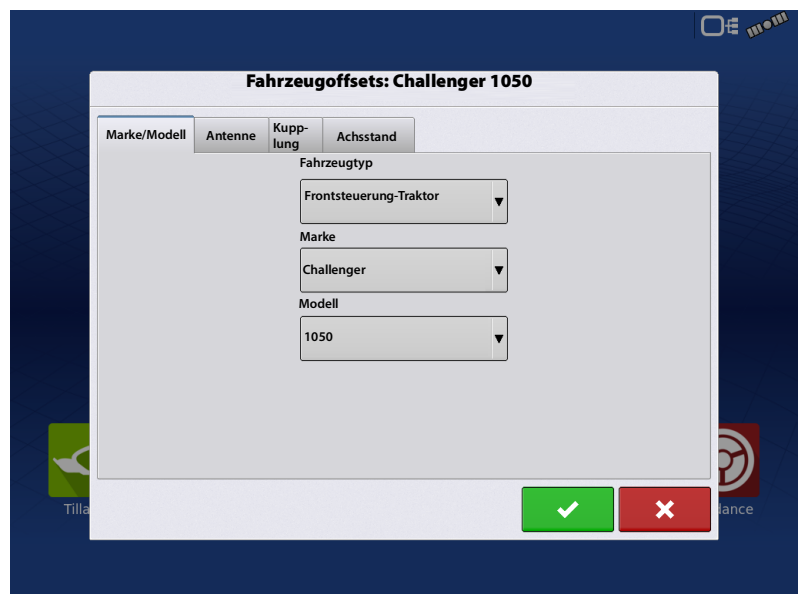 Fahrzeugoffsets: Challenger 1050
Marke/Modell
Antenne
Kupp-
lung
Achsstand
Fahrzeugtyp
Frontsteuerung-Traktor
Marke
Challenger
Modell
1050
Tilla
dance